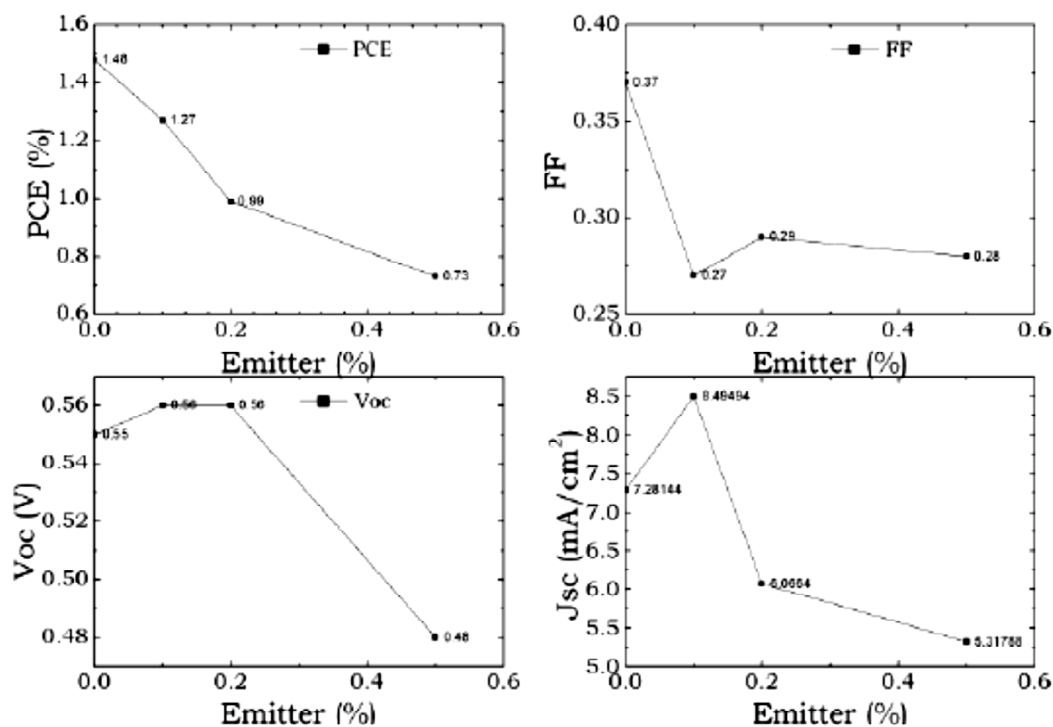 PCE
1.6
1.4
1.2
1.0
0.8
0.6
PCE (%)
1.48
1.27
0.99
0.73
0.0 0.2 0.4 0.6
Emitter (%)
FF
0.40
0.35
0.30
0.25
FF
0.37
0.27
0.29
0.28
0.0 0.2 0.4 0.6
Emitter (%)
Voc
0.56
0.54
0.52
0.50
0.48
Voc (V)
0.55
0.56
0.56
0.48
0.0 0.2 0.4 0.6
Emitter (%)
8.5
8.0
7.5
7.0
6.5
6.0
5.5
5.0
Jsc (mA/cm²)
7.28144
8.49494
6.0664
5.31788
0.0 0.2 0.4 0.6
Emitter (%)